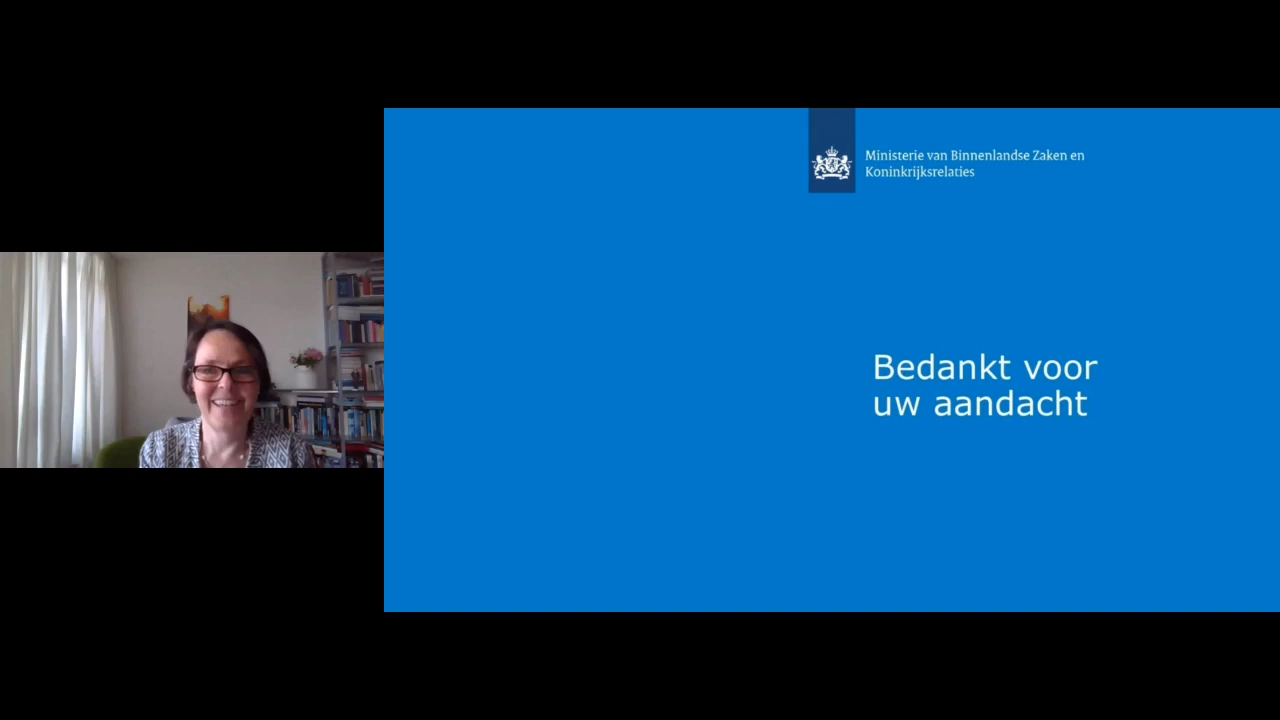 Ministerie van Binnenlandse Zaken en
Koninkrijksrelaties
Bedankt voor
uw aandacht